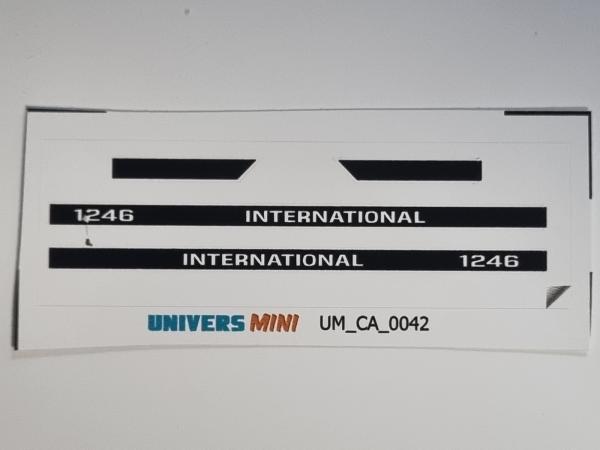 1246 INTERNATIONAL
INTERNATIONAL 1246
UNIVERS MINI UM_CA_0042